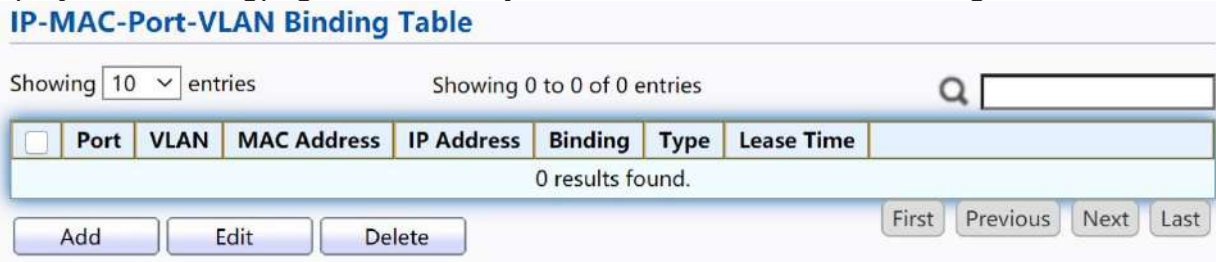 IP-MAC-Port-VLAN Binding Table
Showing 10 entries Showing 0 to 0 of 0 entries
Port VLAN MAC Address IP Address Binding Type Lease Time
0 results found.
Add Edit Delete First Previous Next Last